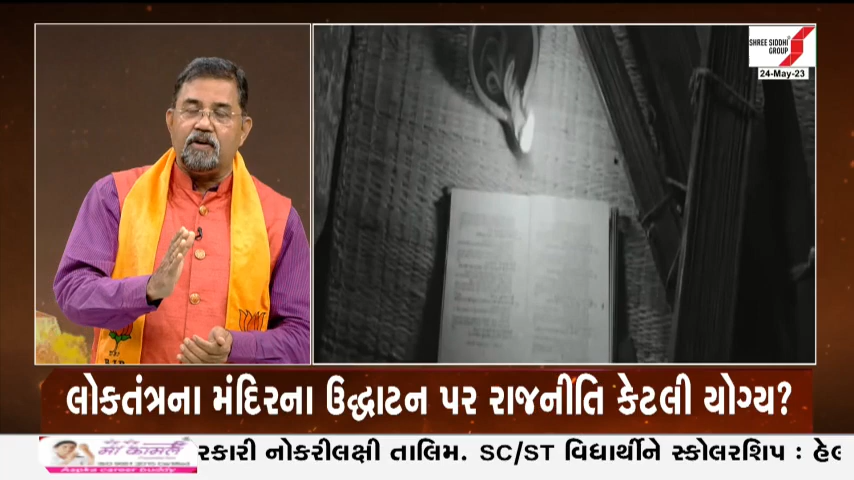 SHREE SIDDHI
GROUP
24-May-23
લોકતંત્રના મંદિરના ઉદ્ધાટન પર રાજનીતિ કેટલી યોગ્ય?
રકારી નોકરીલક્ષી તાલિમ. SC/ST વિદ્યાર્થીને સ્કોલરશિપ : હેલ